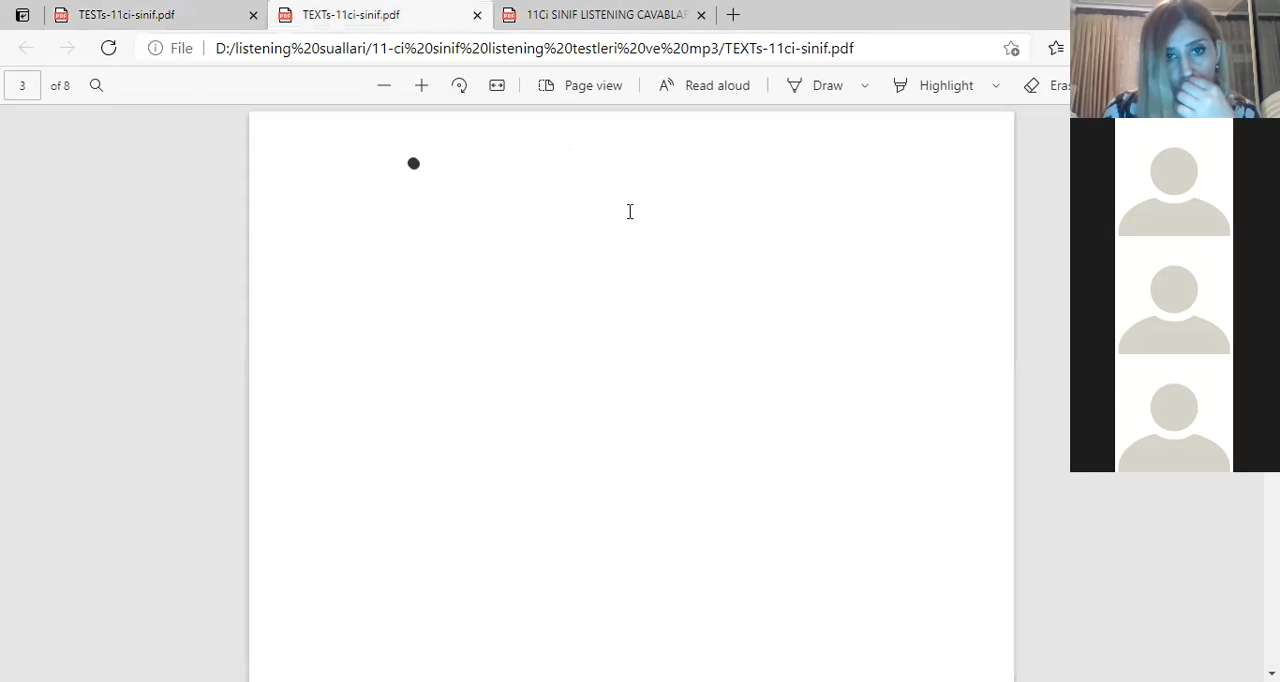 TESTs-11ci-sinif.pdf
TEXTs-11ci-sinif.pdf
11Ci SINIF LISTENING CAVABLAR
File
D:/listening%20suallari/11-ci%20sinif%20listening%20testleri%20ve%20mp3/TEXTs-11ci-sinif.pdf
3 of 8
Page view
Read aloud
Draw
Highlight
Eras